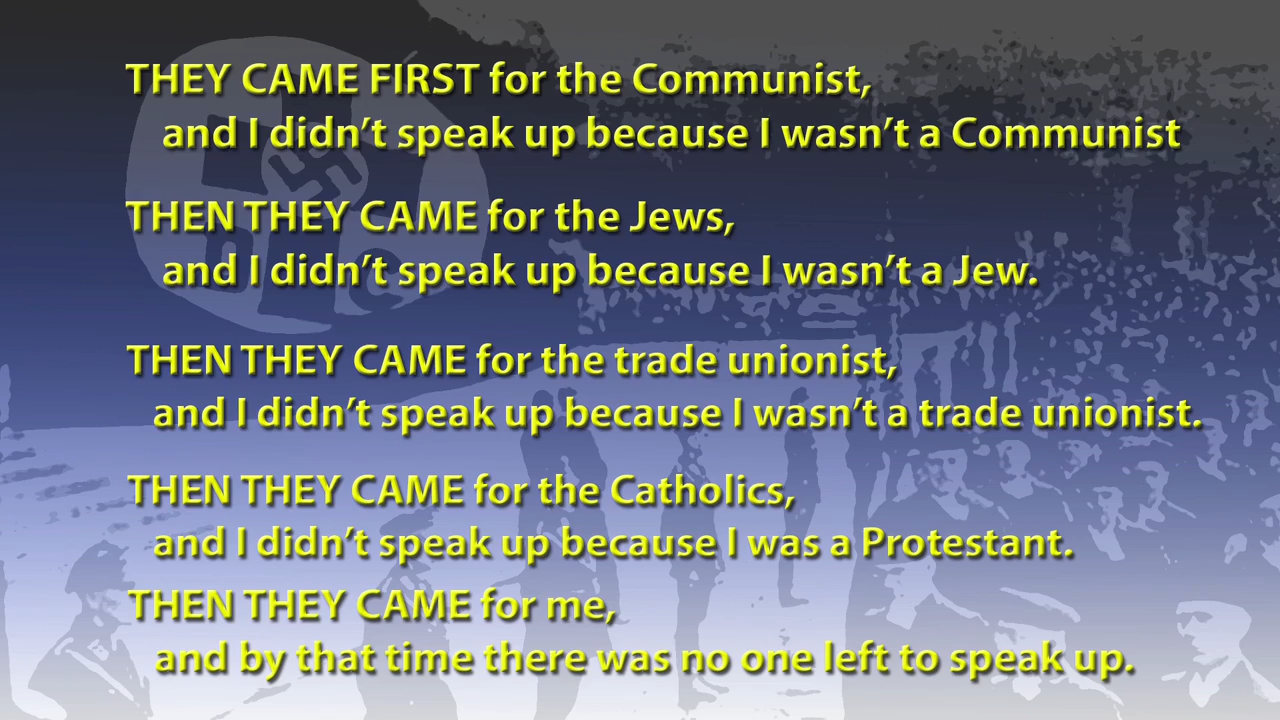 THEY CAME FIRST for the Communist,
and I didn’t speak up because I wasn’t a Communist
THEN THEY CAME for the Jews,
and I didn’t speak up because I wasn’t a Jew.
THEN THEY CAME for the trade unionist,
and I didn’t speak up because I wasn’t a trade unionist.
THEN THEY CAME for the Catholics,
and I didn’t speak up because I was a Protestant.
THEN THEY CAME for me,
and by that time there was no one left to speak up.